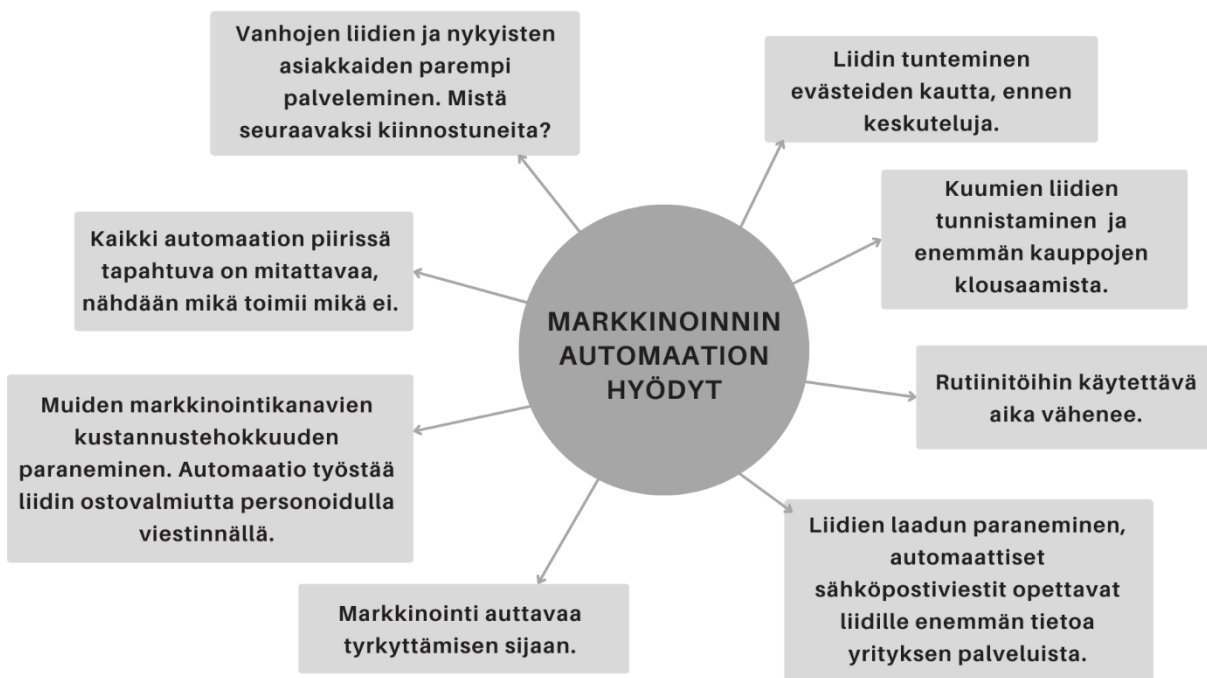 Vanhojen liidien ja nykyisten
asiakkaiden parempi
palveleminen. Mistä
seuraavaksi kiinnostuneita?
Liidin tunteminen
evästeiden kautta, ennen
keskuteluja.
Kuumien liidien
tunnistaminen ja
enemmän kauppojen
klousaamista.
Kaikki automaation piirissä
tapahtuva on mitattavaa,
nähdään mikä toimii mikä ei.
MARKKINOINNIN
AUTOMAATION
HYÖDYT
Rutiinitöihin käytettävä
aika vähenee.
Muiden markkinointikanavien
kustannustehokkuuden
paraneminen. Automaatio työstää
liidin ostovalmiutta personoidulla
viestinnällä.
Liidien laadun paraneminen,
automaattiset
sähköpostiviestit opettavat
liidille enemmän tietoa
yrityksen palveluista.
Markkinointi auttavaa
tyrkyttämisen sijaan.